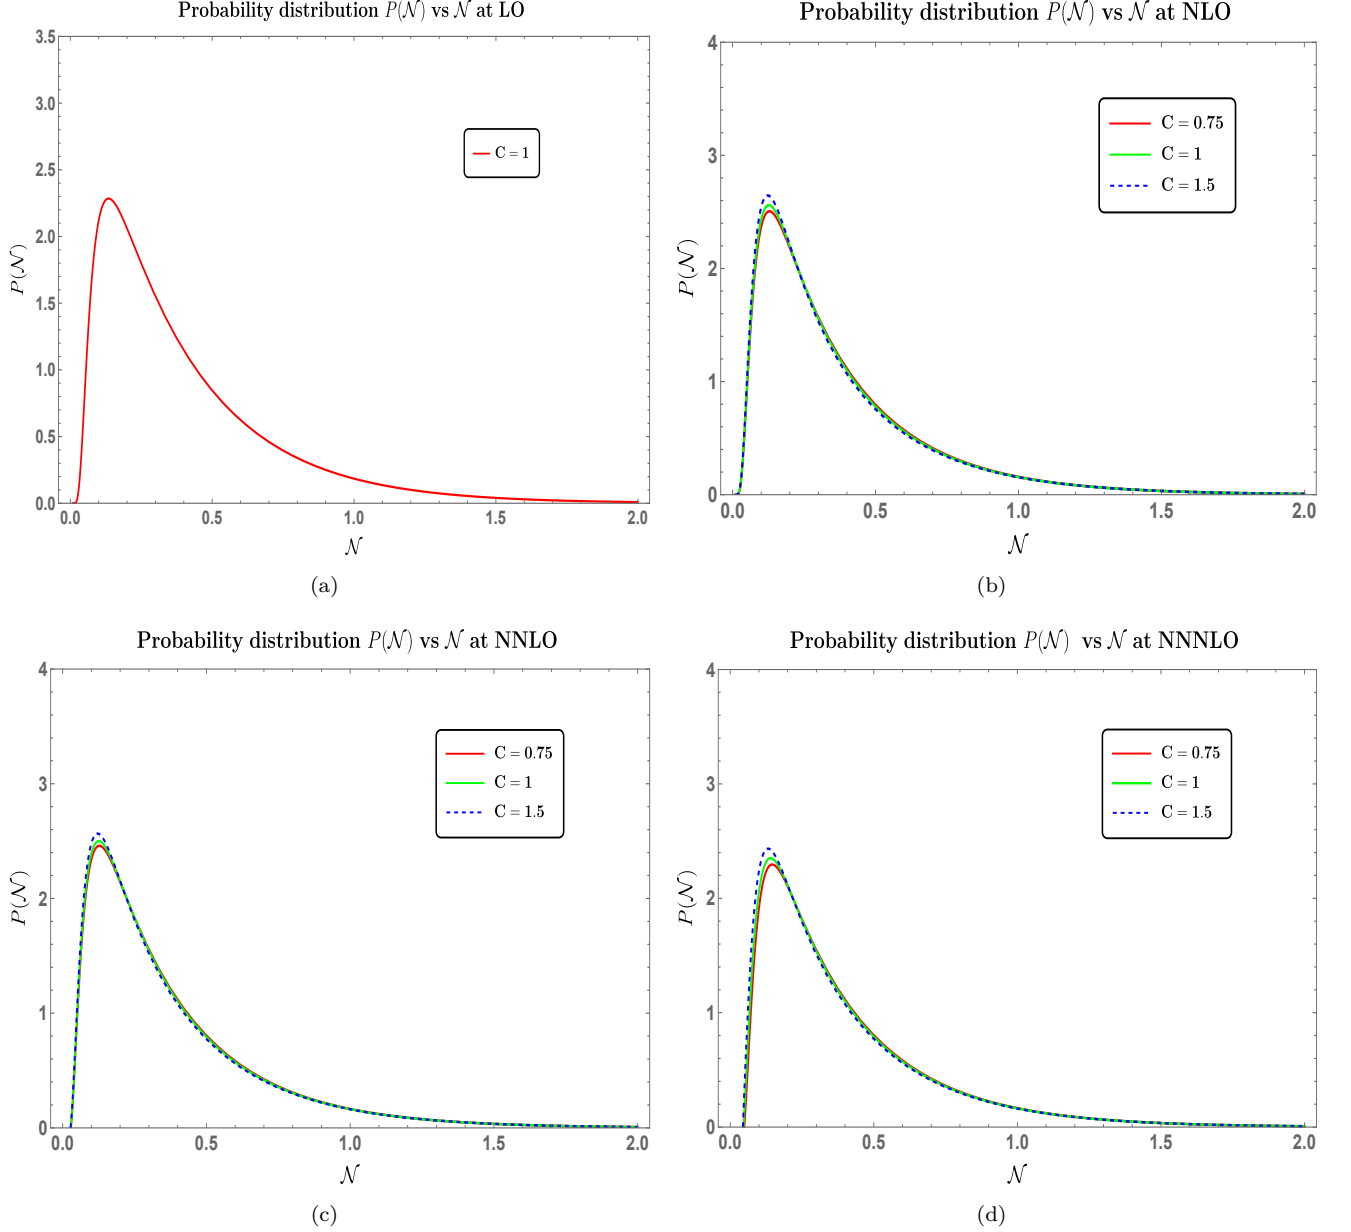 Probability distribution P(𝒩) vs 𝒩 at LO
3.5
3.0
2.5
2.0
1.5
1.0
0.5
0.0
P(𝒩)
C = 1
0.0 0.5 1.0 1.5 2.0
𝒩
(a)
Probability distribution P(𝒩) vs 𝒩 at NLO
4
3
2
1
0
P(𝒩)
C = 0.75
C = 1
C = 1.5
0.0 0.5 1.0 1.5 2.0
𝒩
(b)
Probability distribution P(𝒩) vs 𝒩 at NNLO
4
3
2
1
0
P(𝒩)
C = 0.75
C = 1
C = 1.5
0.0 0.5 1.0 1.5 2.0
𝒩
(c)
Probability distribution P(𝒩) vs 𝒩 at NNNLO
4
3
2
1
0
P(𝒩)
C = 0.75
C = 1
C = 1.5
0.0 0.5 1.0 1.5 2.0
𝒩
(d)